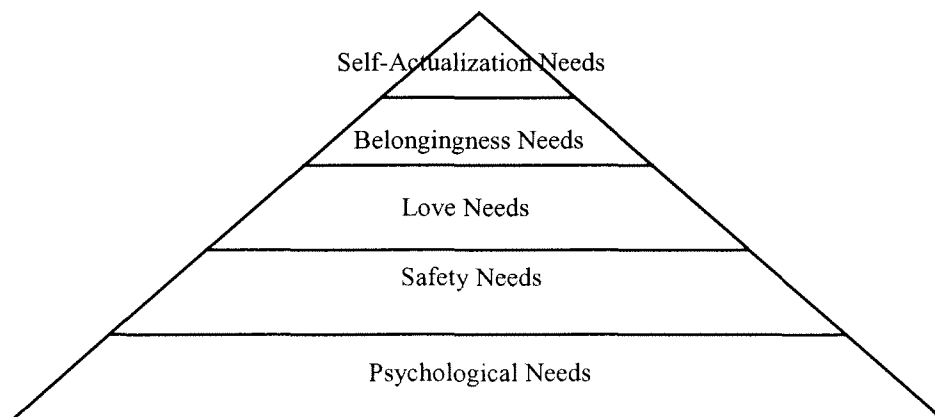 Self-Actualization Needs
Belongingness Needs
Love Needs
Safety Needs
Psychological Needs